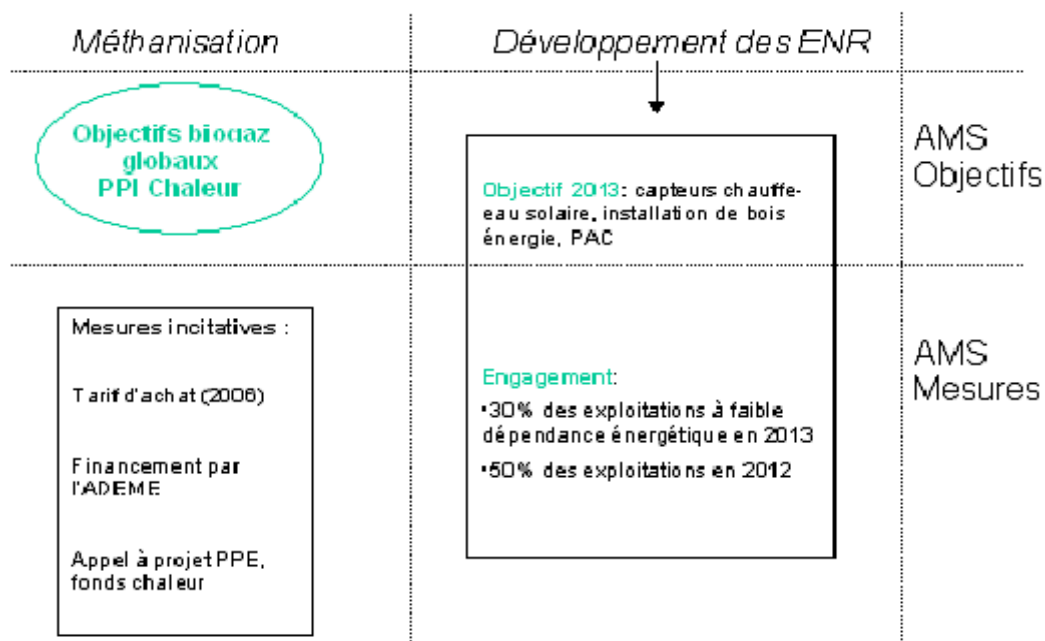 Méthanisation
Développement des ENR
Objectifs biogaz
globaux
PPI Chaleur
Objectif 2013: capteurs chauffe-
eau solaire, installation de bois
énergie, PAC
AMS
Objectifs
Mesures incitatives :
Tarif d'achat (2006)
Financement par
l'ADEME
Appel à projet PPE,
fonds chaleur
Engagement:
•30% des exploitations à faible
dépendance énergétique en 2013
•50% des exploitations en 2012
AMS
Mesures